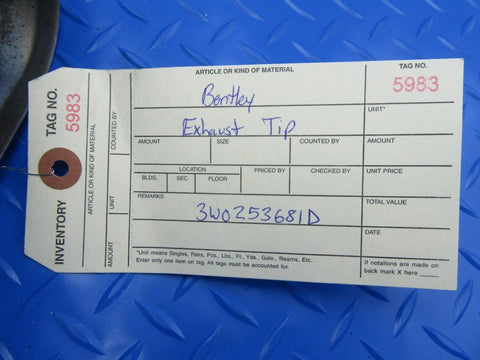 TAG NO.
5983
INVENTORY
ARTICLE OR KIND OF MATERIAL
COUNTED BY
UNIT
AMOUNT
ARTICLE OR KIND OF MATERIAL
TAG NO.
5983
Bentley
Exhaust Tip
UNIT*
AMOUNT
SIZE
COUNTED BY
AMOUNT
LOCATION
PRICED BY
CHECKED BY
UNIT PRICE
BLDG.
SEC.
FLOOR
REMARKS
TOTAL VALUE
3W0253681D
DATE
*Unit means Singles, Pairs, Pcs., Lbs., Ft., Yds., Gals., Reams, Etc.
Enter only one item on tag. All tags must be accounted for.
If notations are made on
back mark X here